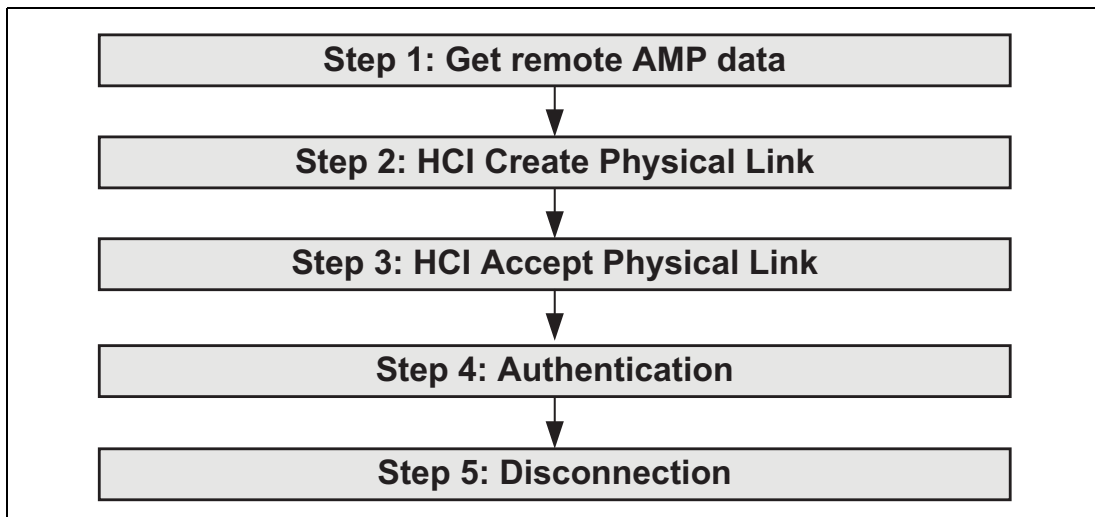 Step 1: Get remote AMP data
Step 2: HCI Create Physical Link
Step 3: HCI Accept Physical Link
Step 4: Authentication
Step 5: Disconnection